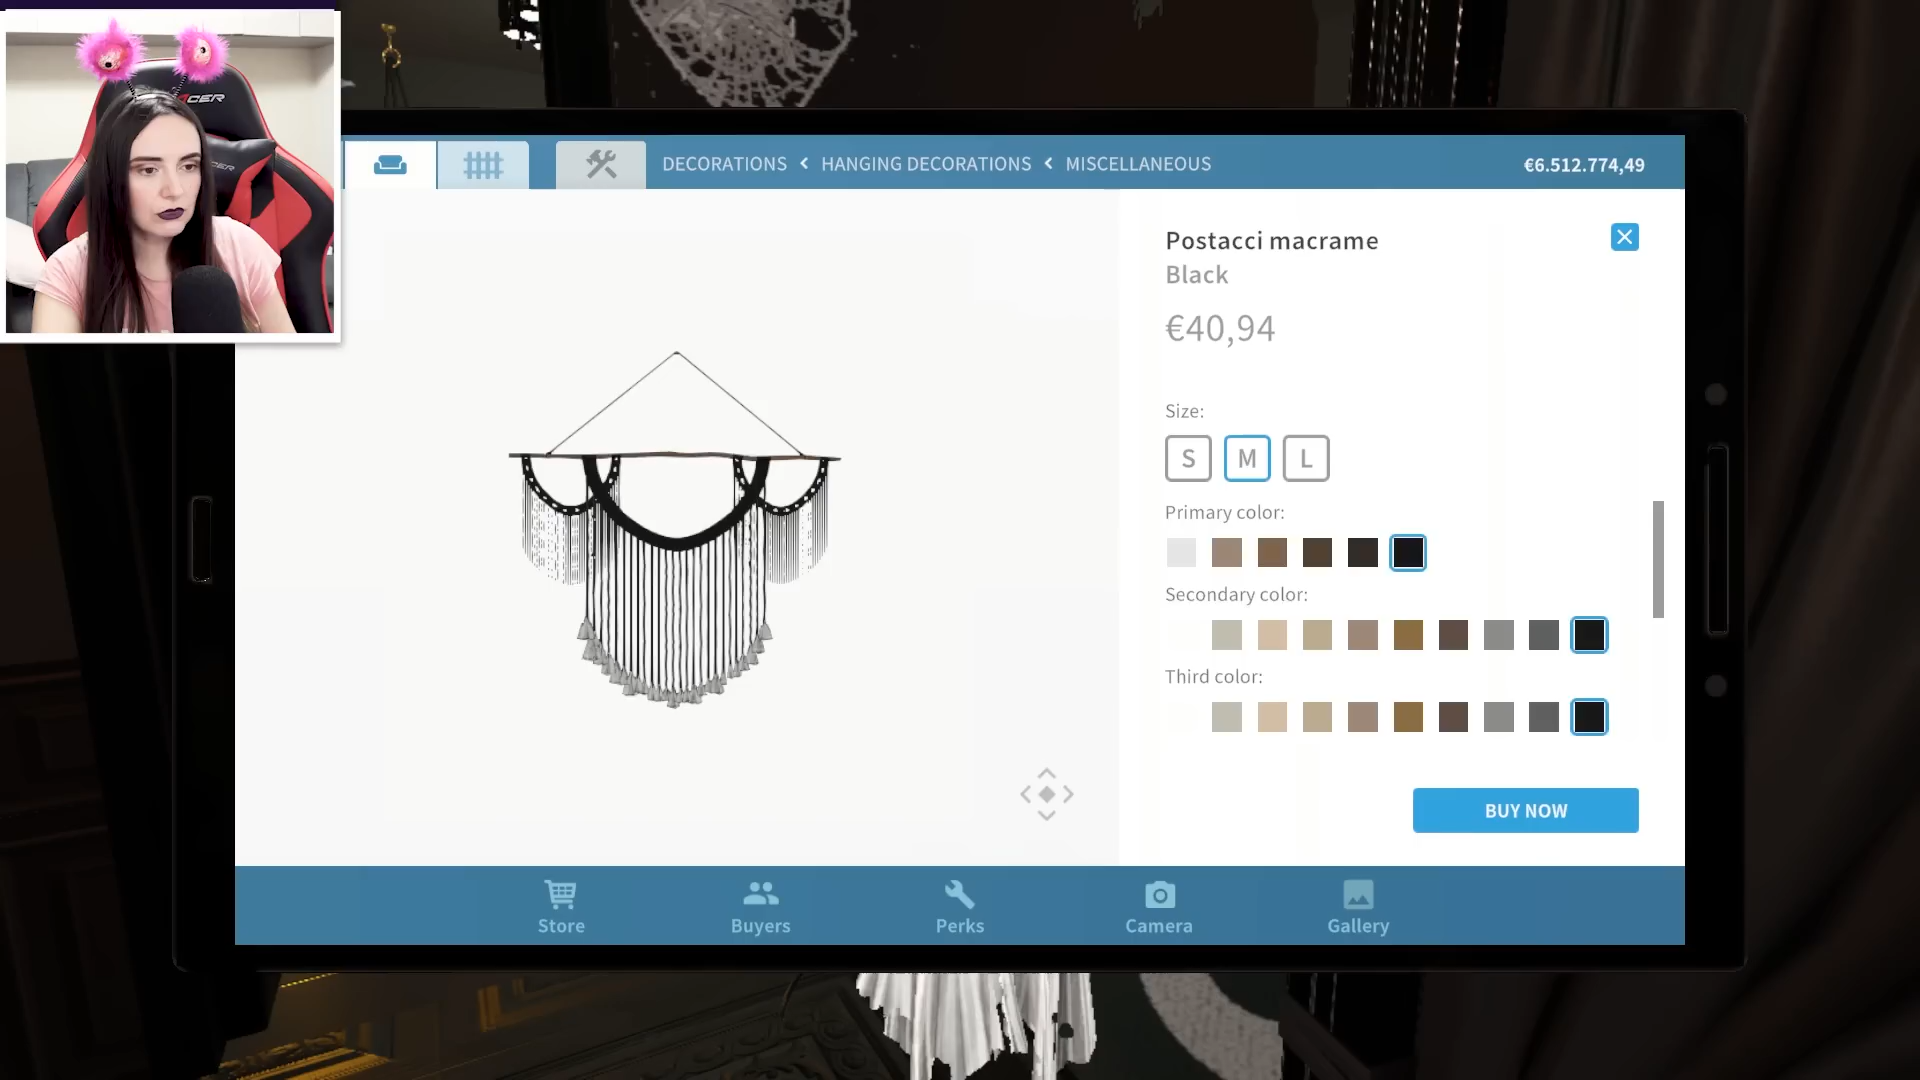 DECORATIONS < HANGING DECORATIONS < MISCELLANEOUS
€6.512.774,49
Postacci macrame
Black
€40,94
Size:
S M L
Primary color:
Secondary color:
Third color:
BUY NOW
Store Buyers Perks Camera Gallery